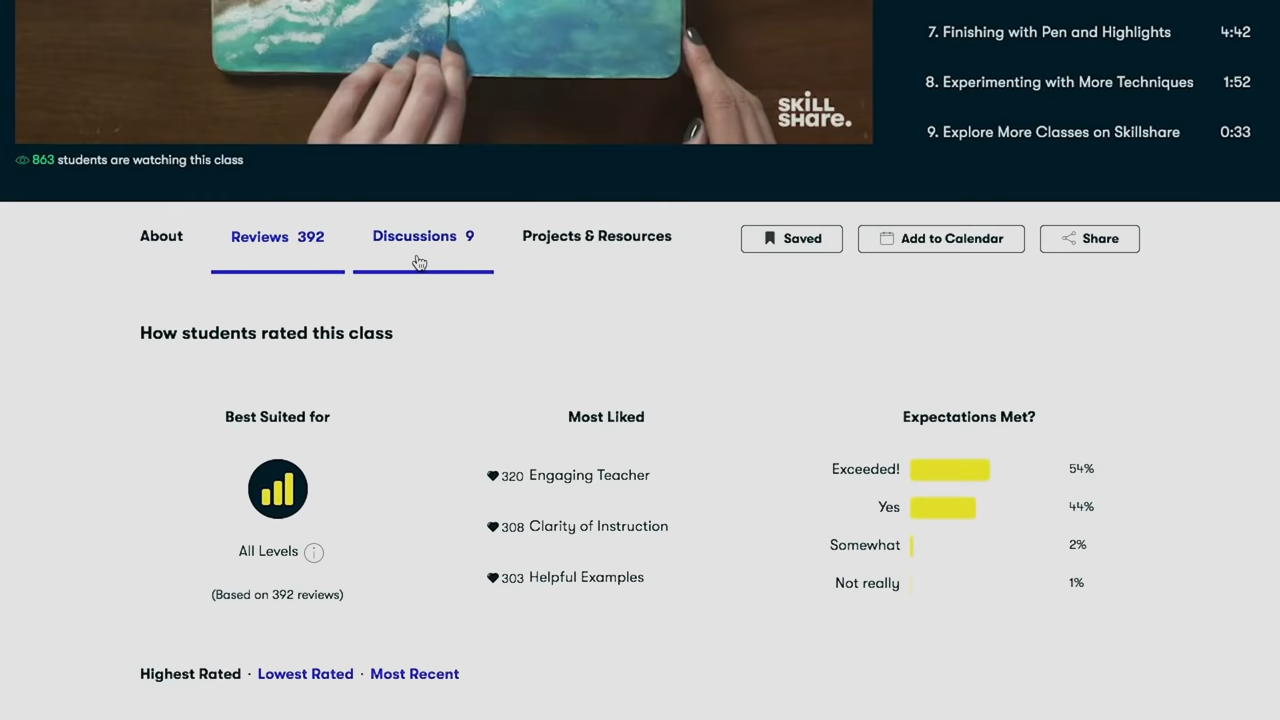 7. Finishing with Pen and Highlights 4:42
8. Experimenting with More Techniques 1:52
9. Explore More Classes on Skillshare 0:33
SKILL
SHARE.
863 students are watching this class
About Reviews 392 Discussions 9 Projects & Resources Saved Add to Calendar Share
How students rated this class
Best Suited for Most Liked Expectations Met?
Exceeded! 54%
320 Engaging Teacher
Yes 44%
308 Clarity of Instruction
Somewhat 2%
All Levels
303 Helpful Examples
Not really 1%
(Based on 392 reviews)
Highest Rated · Lowest Rated · Most Recent